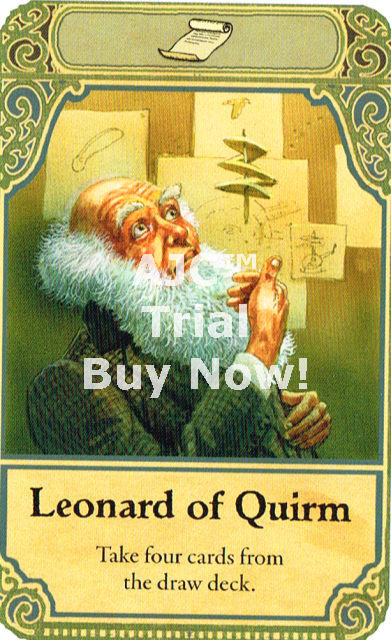 AJC™
Trial
Buy Now!
Leonard of Quirm
Take four cards from
the draw deck.